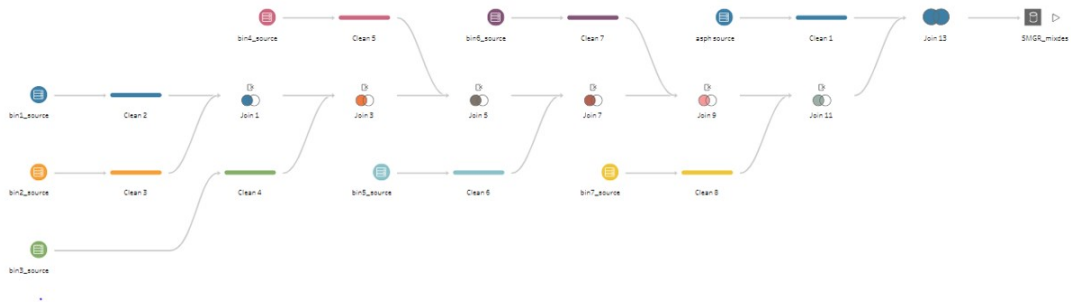 bin4_source
Clean 5
bin6_source
Clean 7
asph source
Clean 1
Join 13
SMGR_mixdes
bin1_source
Clean 2
Join 1
Join 3
Join 5
Join 7
Join 9
Join 11
bin2_source
Clean 3
Clean 4
bin5_source
Clean 6
bin7_source
Clean 8
bin3_source